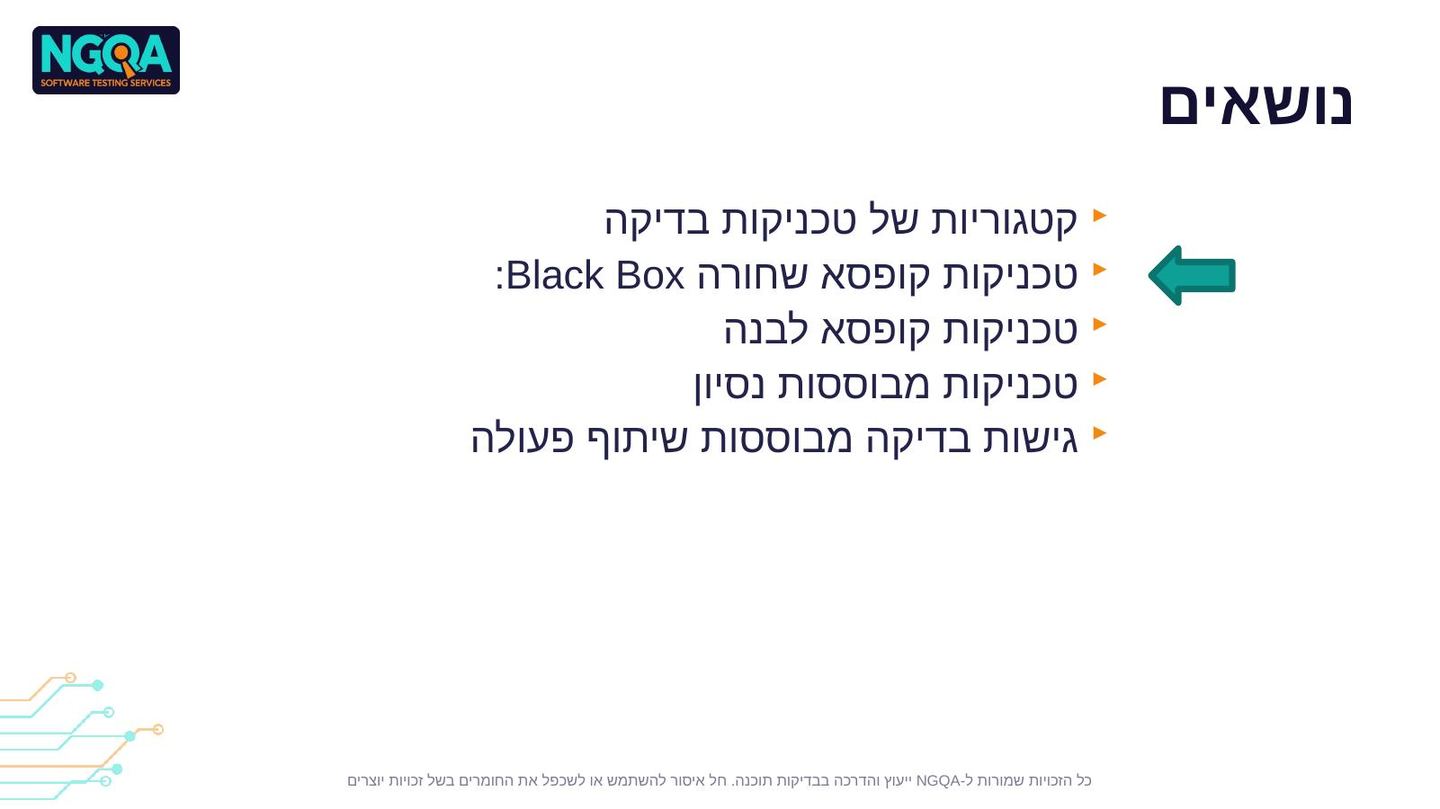 NGQA
SOFTWARE TESTING SERVICES
נושאים
קטגוריות של טכניקות בדיקה
טכניקות קופסא שחורה Black Box:
טכניקות קופסא לבנה
טכניקות מבוססות נסיון
גישות בדיקה מבוססות שיתוף פעולה
כל הזכויות שמורות ל-NGQA ייעוץ והדרכה בבדיקות תוכנה. חל איסור להשתמש או לשכפל את החומרים בשל זכויות יוצרים